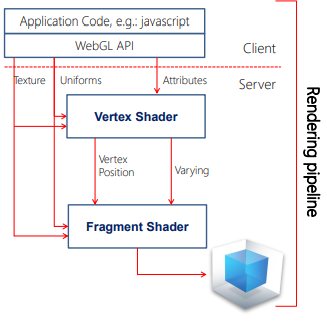 Application Code, e.g.: javascript
WebGL API
Client
Texture
Uniforms
Attributes
Server
Vertex Shader
Vertex
Position
Varying
Fragment Shader
Rendering pipeline